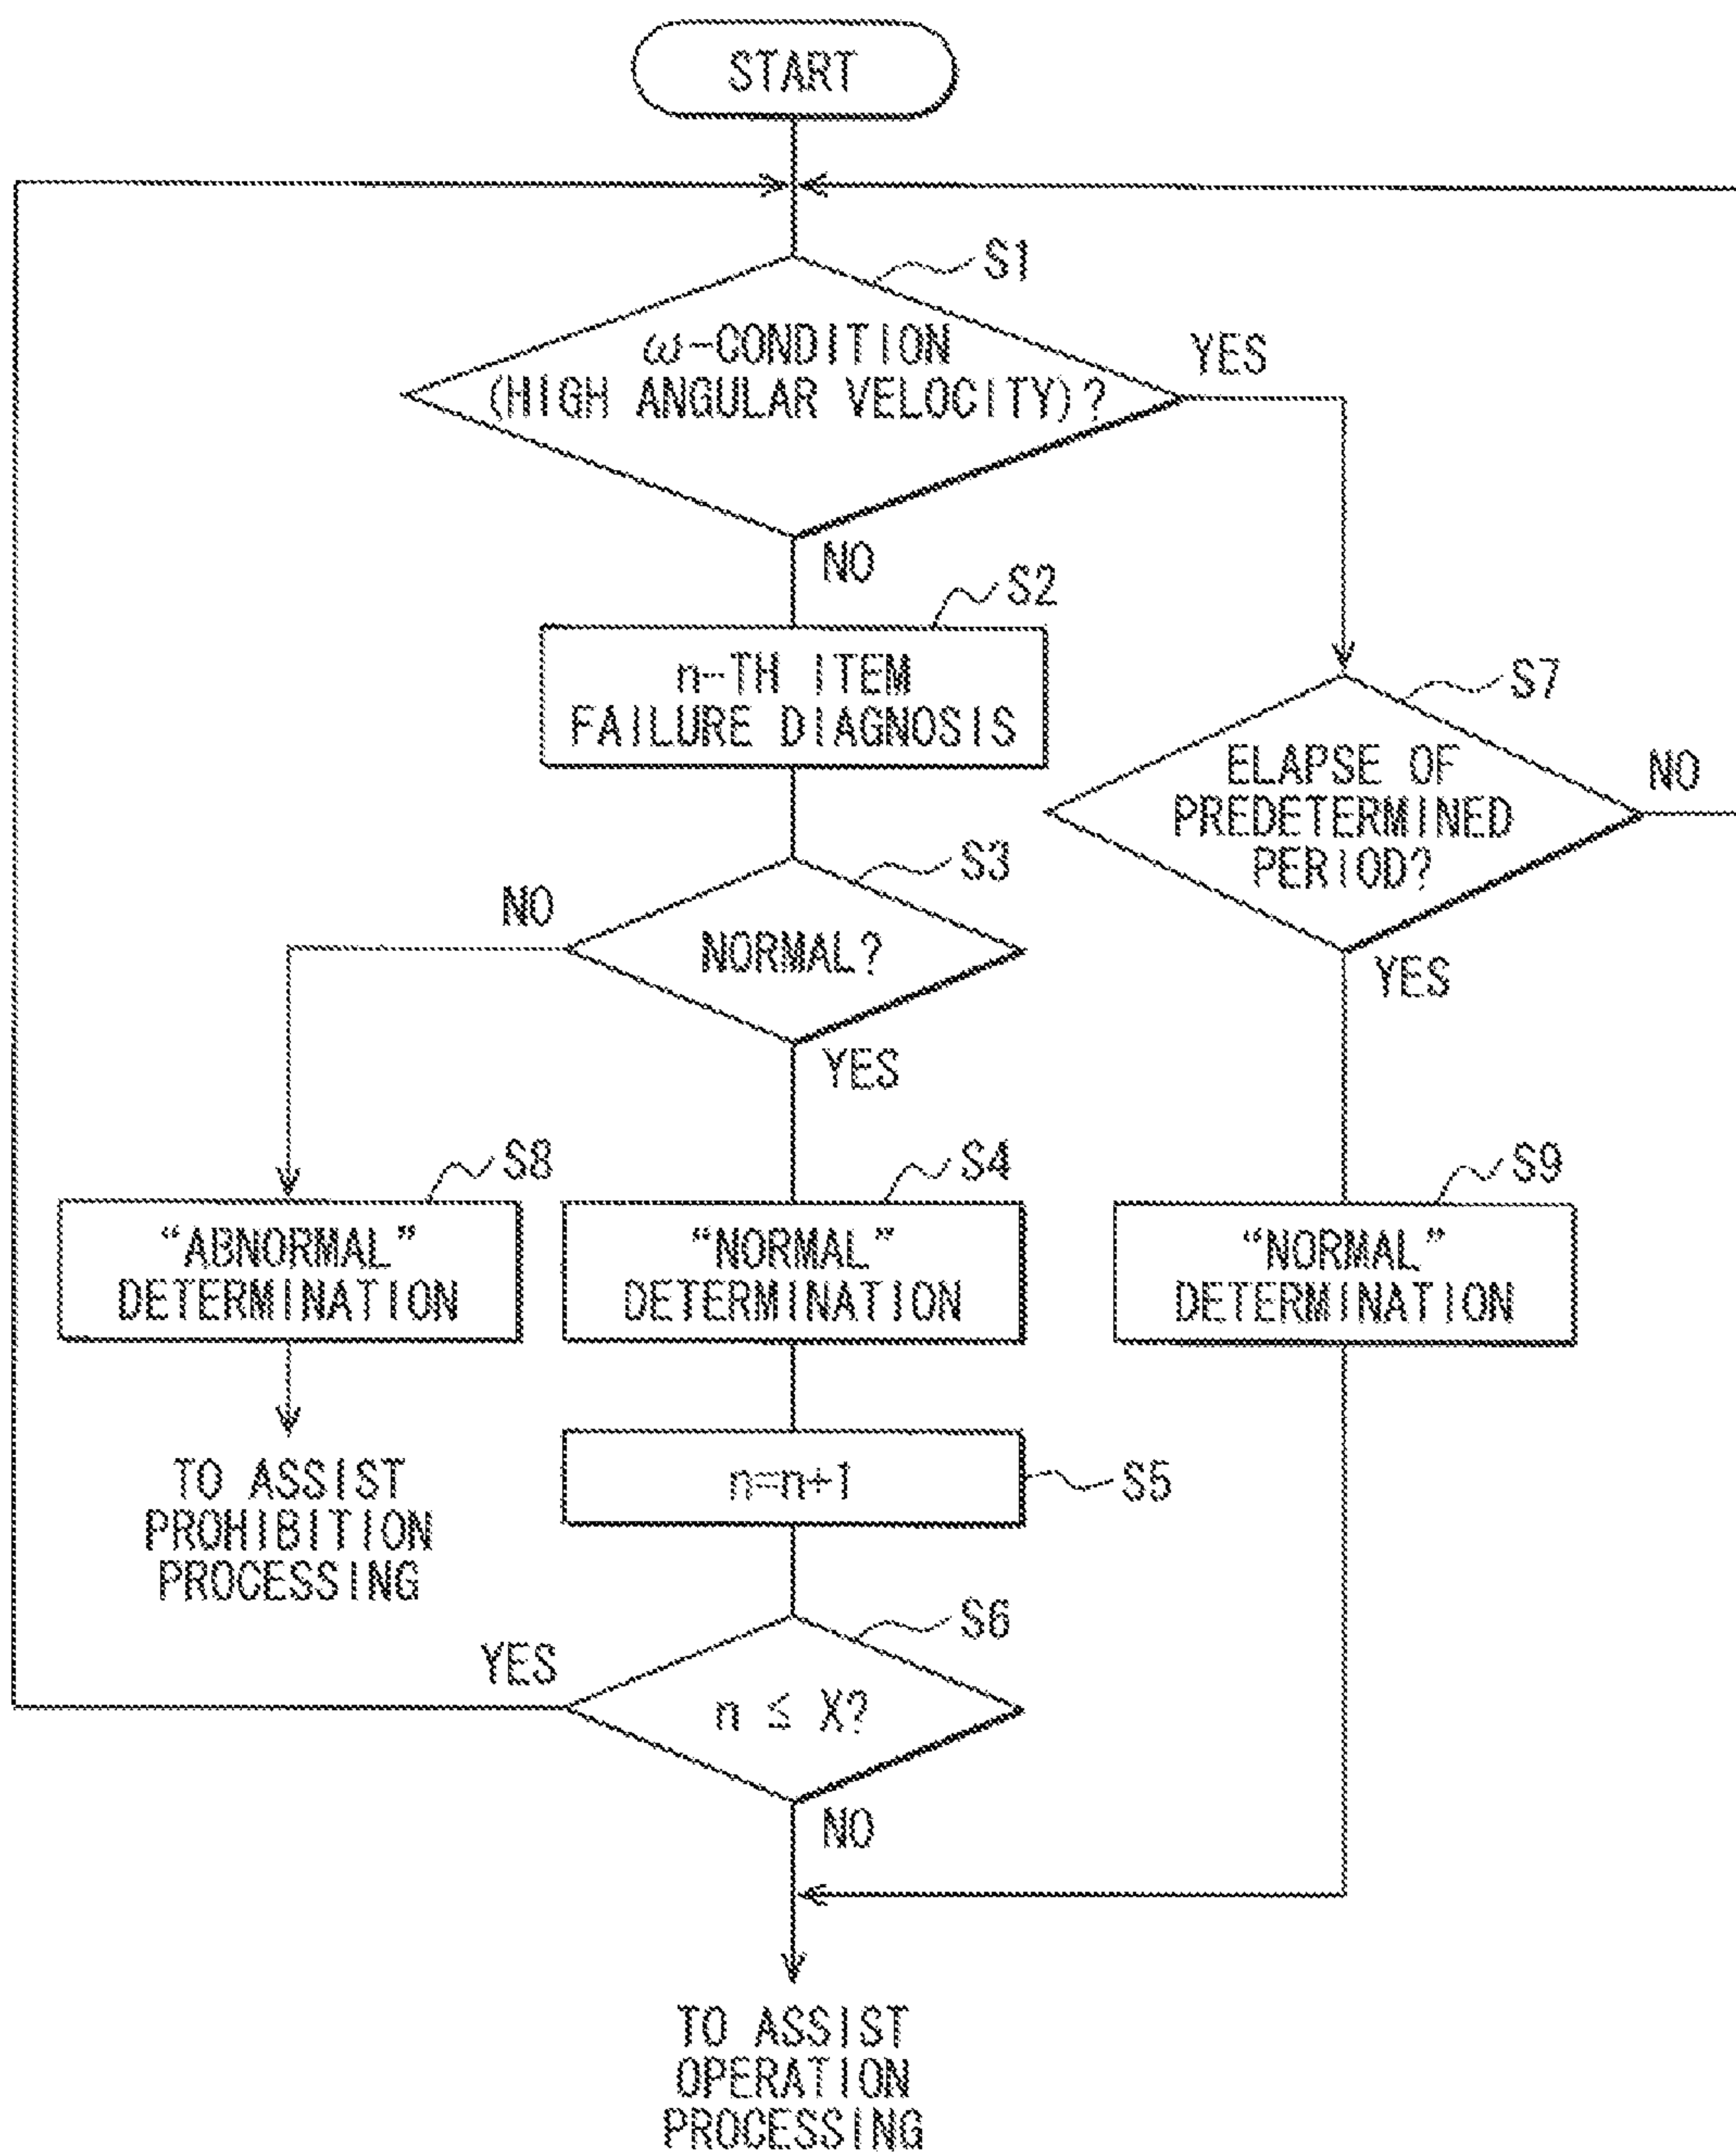 START
S1
ω-CONDITION
(HIGH ANGULAR VELOCITY)?
YES
NO
S2
n-TH ITEM
FAILURE DIAGNOSIS
S7
ELAPSE OF
PREDETERMINED
PERIOD?
NO
YES
S3
NO
NORMAL?
YES
S8
"ABNORMAL"
DETERMINATION
S4
"NORMAL"
DETERMINATION
S9
"NORMAL"
DETERMINATION
TO ASSIST
PROHIBITION
PROCESSING
n=n+1
S5
S6
YES
n ≤ X?
NO
TO ASSIST
OPERATION
PROCESSING